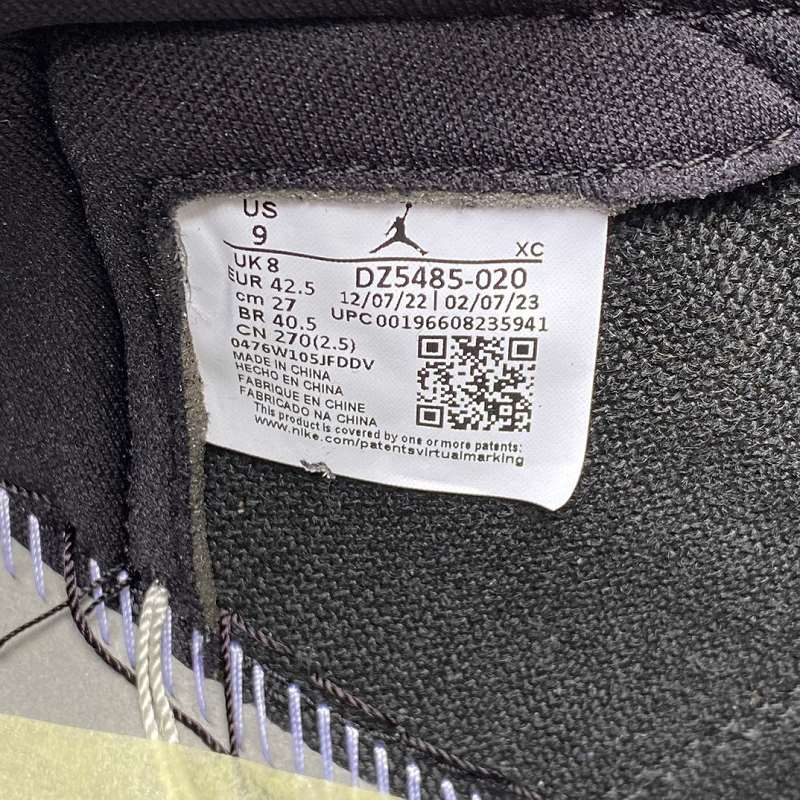 US
9
XC
UK 8
EUR 42.5
cm 27
BR 40.5
CN 270(2.5)
DZ5485-020
12/07/22 | 02/07/23
UPC00196608235941
0476W105JFDDV
MADE IN CHINA
HECHO EN CHINA
FABRIQUE EN CHINE
FABRICADO NA CHINA
This product is covered by one or more patents:
www.nike.com/patentsvirtualmarking